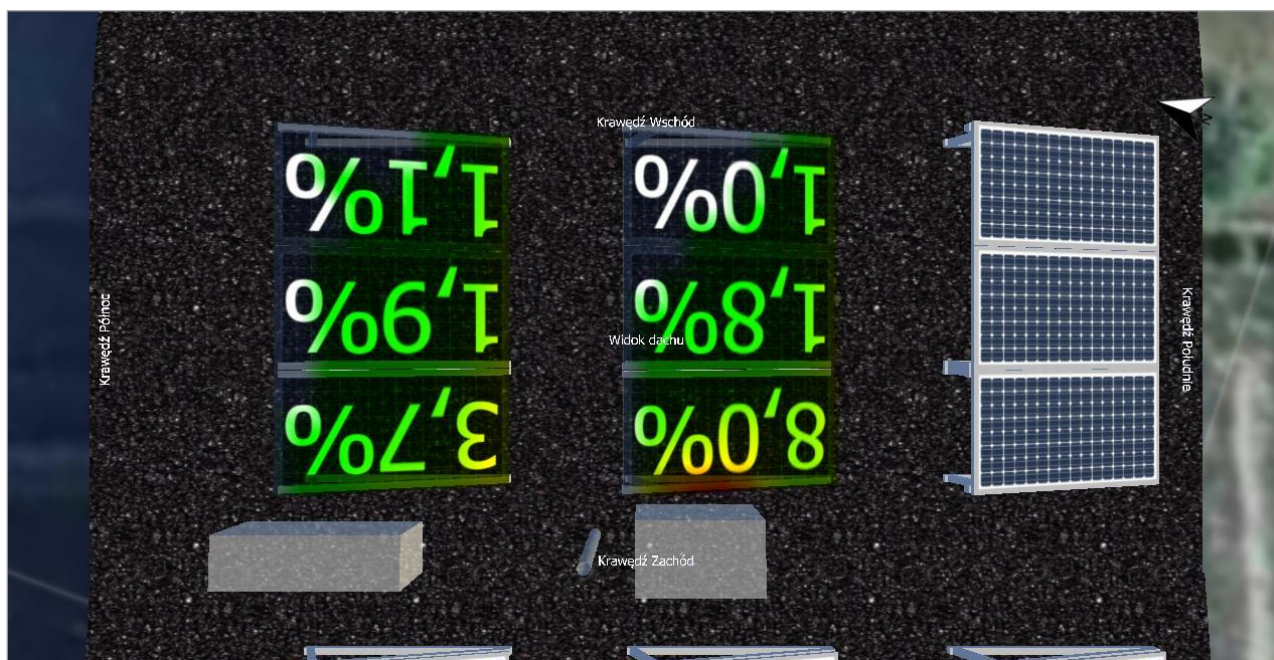 Krawędź Wschód
N
1,1%
1,0%
1,9%
1,8%
Krawędź Północ
Widok dachu
Krawędź Południe
3,7%
8,0%
Krawędź Zachód